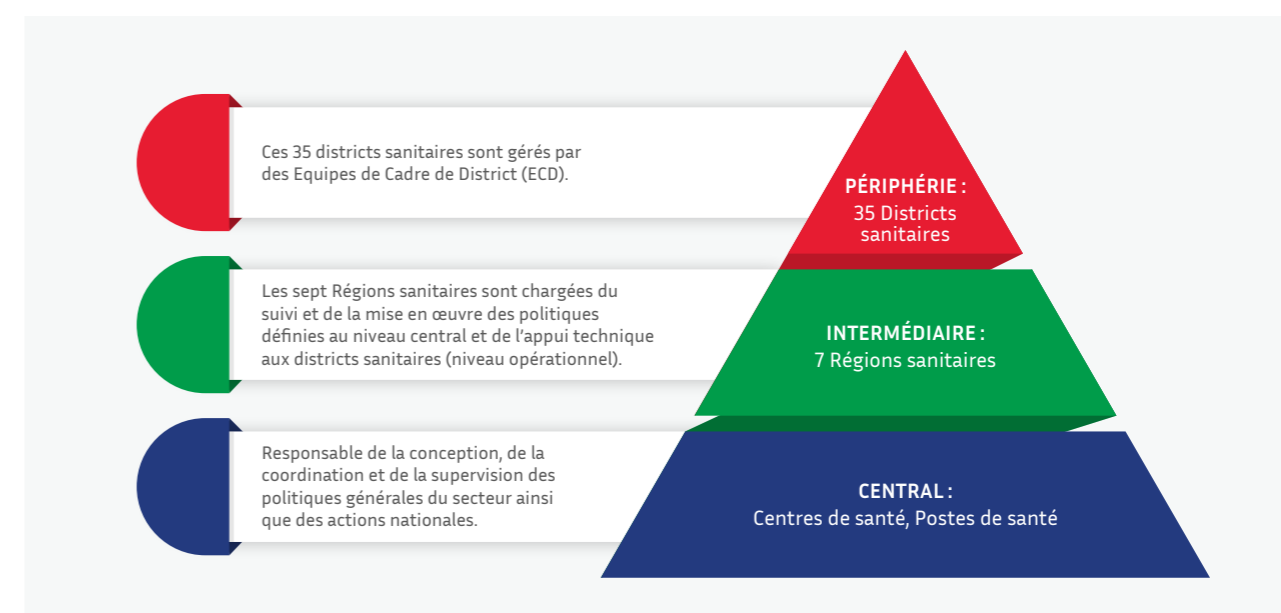 Ces 35 districts sanitaires sont gérés par
des Equipes de Cadre de District (ECD).
PÉRIPHÉRIE :
35 Districts
sanitaires
Les sept Régions sanitaires sont chargées du
suivi et de la mise en œuvre des politiques
définies au niveau central et de l'appui technique
aux districts sanitaires (niveau opérationnel).
INTERMÉDIAIRE :
7 Régions sanitaires
Responsable de la conception, de la
coordination et de la supervision des
politiques générales du secteur ainsi
que des actions nationales.
CENTRAL :
Centres de santé, Postes de santé